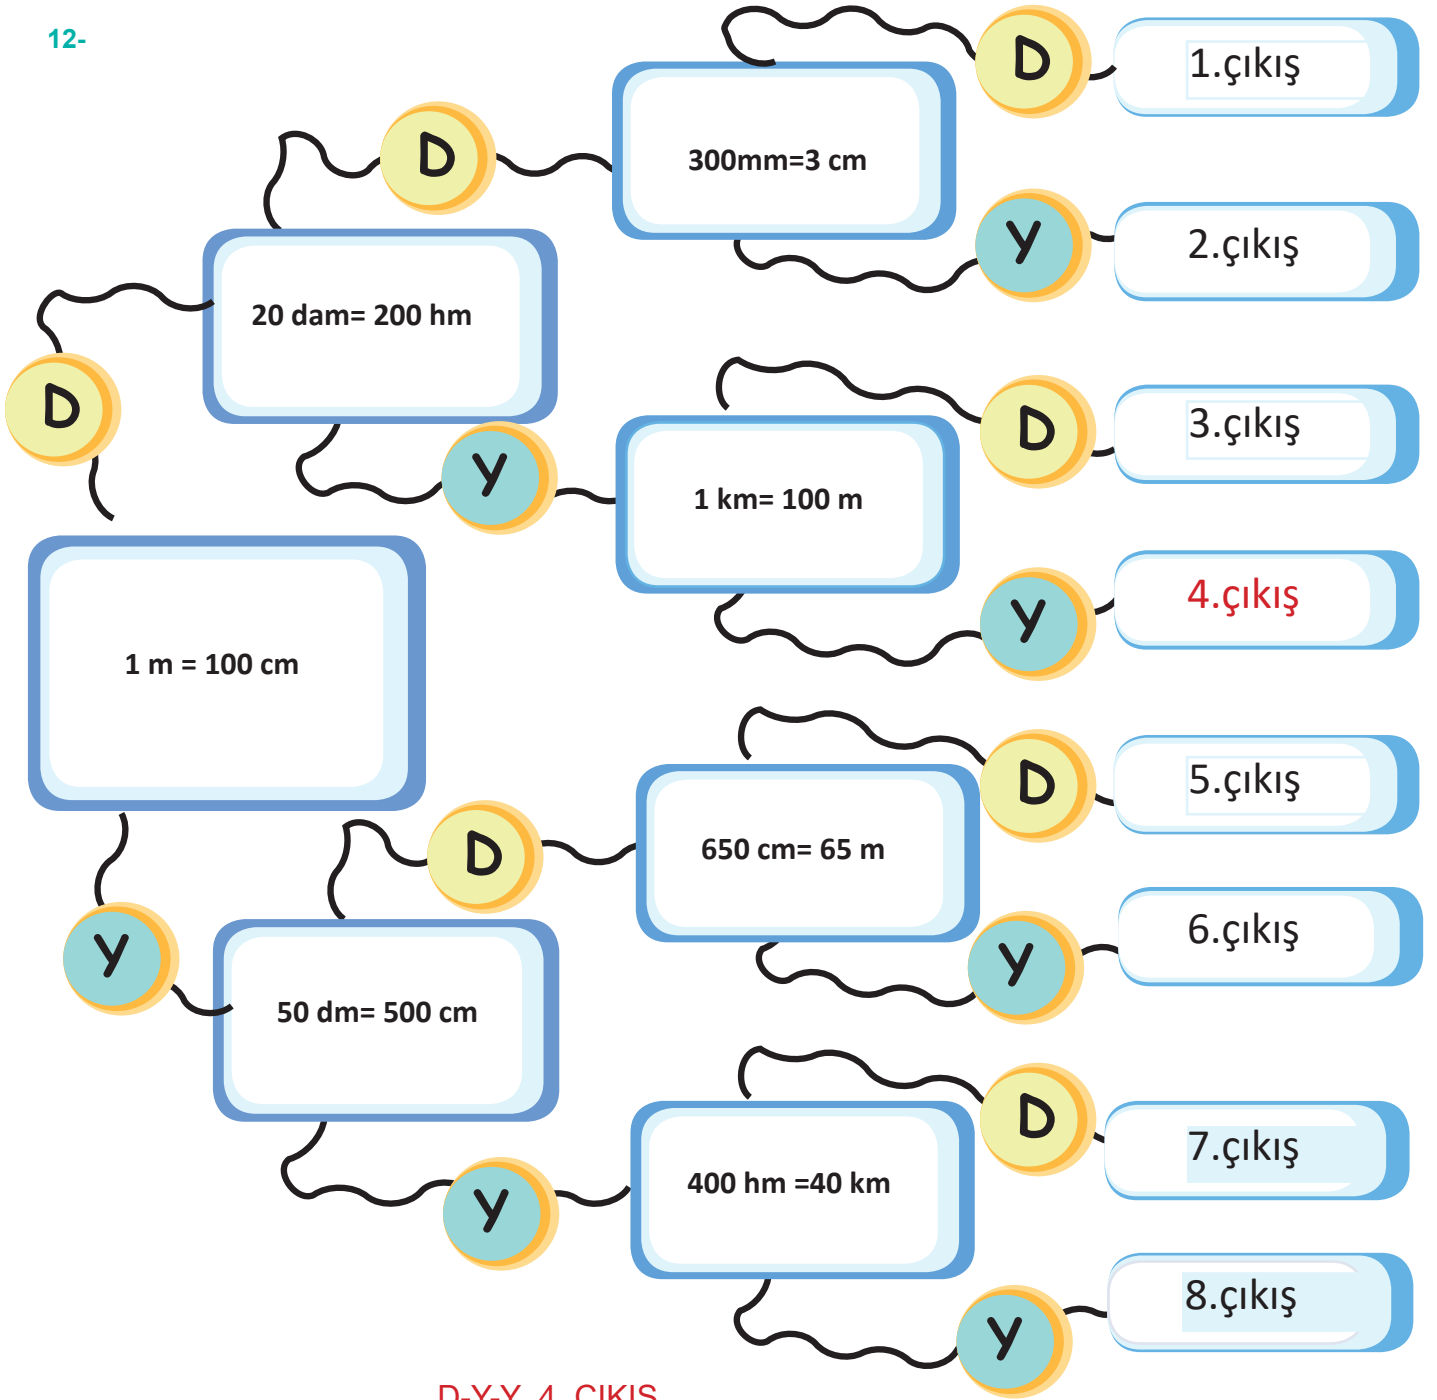 12-
D
1.çıkış
D
300mm=3 cm
Y
2.çıkış
20 dam= 200 hm
D
D
3.çıkış
Y
1 km= 100 m
Y
4.çıkış
1 m = 100 cm
D
5.çıkış
D
650 cm= 65 m
Y
6.çıkış
Y
50 dm= 500 cm
D
7.çıkış
Y
400 hm =40 km
Y
8.çıkış
D-Y-Y 4. ÇIKIŞ